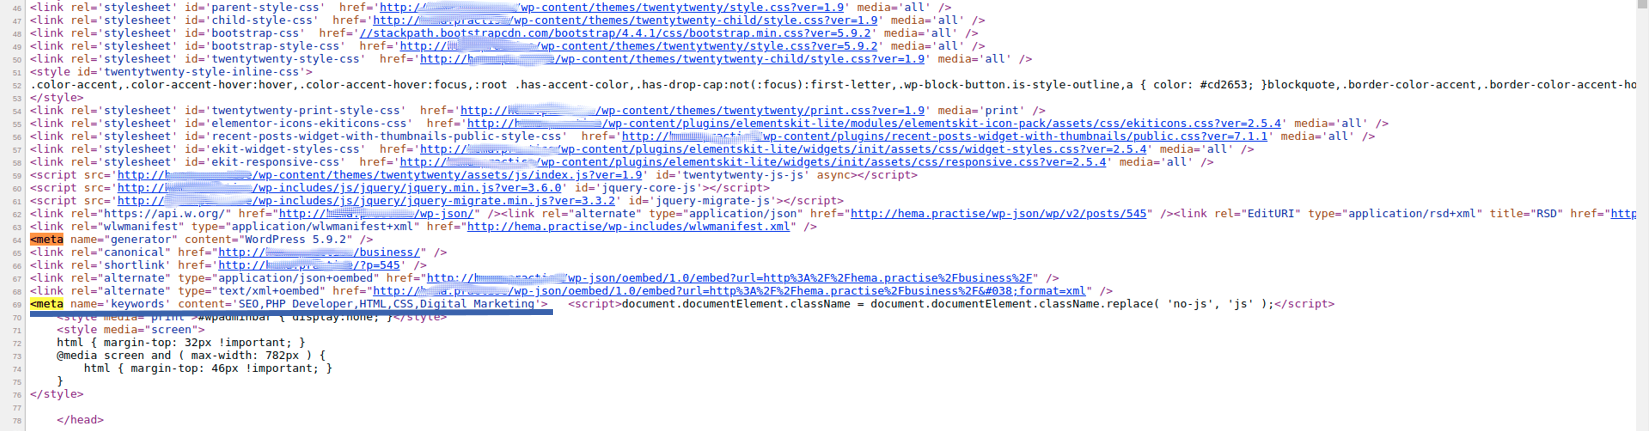 46 <link rel='stylesheet' id='parent-style-css'  href='http:// /wp-content/themes/twentytwenty/style.css?ver=1.9' media='all' />
47 <link rel='stylesheet' id='child-style-css'  href='http:// /wp-content/themes/twentytwenty-child/style.css?ver=1.9' media='all' />
48 <link rel='stylesheet' id='bootstrap-css'  href='//stackpath.bootstrapcdn.com/bootstrap/4.4.1/css/bootstrap.min.css?ver=5.9.2' media='all' />
49 <link rel='stylesheet' id='bootstrap-style-css'  href='http:// /wp-content/themes/twentytwenty/style.css?ver=5.9.2' media='all' />
50 <link rel='stylesheet' id='twentytwenty-style-css'  href='http:// /wp-content/themes/twentytwenty-child/style.css?ver=1.9' media='all' />
51 <style id='twentytwenty-style-inline-css'>
52 .color-accent,.color-accent-hover:hover,.color-accent-hover:focus,:root .has-accent-color,.has-drop-cap:not(:focus):first-letter,.wp-block-button.is-style-outline,a { color: #cd2653; }blockquote,.border-color-accent,.border-color-accent-ho
53 </style>
54 <link rel='stylesheet' id='twentytwenty-print-style-css'  href='http:// /wp-content/themes/twentytwenty/print.css?ver=1.9' media='print' />
55 <link rel='stylesheet' id='elementor-icons-ekiticons-css'  href='http:// /wp-content/plugins/elementskit-lite/modules/elementskit-icon-pack/assets/css/ekiticons.css?ver=2.5.4' media='all' />
56 <link rel='stylesheet' id='recent-posts-widget-with-thumbnails-public-style-css'  href='http:// wp-content/plugins/recent-posts-widget-with-thumbnails/public.css?ver=7.1.1' media='all' />
57 <link rel='stylesheet' id='ekit-widget-styles-css'  href='http:// /wp-content/plugins/elementskit-lite/widgets/init/assets/css/widget-styles.css?ver=2.5.4' media='all' />
58 <link rel='stylesheet' id='ekit-responsive-css'  href='http:// /wp-content/plugins/elementskit-lite/widgets/init/assets/css/responsive.css?ver=2.5.4' media='all' />
59 <script src='http:// /wp-content/themes/twentytwenty/assets/js/index.js?ver=1.9' id='twentytwenty-js-js' async></script>
60 <script src='http:// /wp-includes/js/jquery/jquery.min.js?ver=3.6.0' id='jquery-core-js'></script>
61 <script src='http:// /wp-includes/js/jquery/jquery-migrate.min.js?ver=3.3.2' id='jquery-migrate-js'></script>
62 <link rel="https://api.w.org/" href="http:// /wp-json/" /><link rel="alternate" type="application/json" href="http://hema.practise/wp-json/wp/v2/posts/545" /><link rel="EditURI" type="application/rsd+xml" title="RSD" href="http
63 <link rel="wlwmanifest" type="application/wlwmanifest+xml" href="http://hema.practise/wp-includes/wlwmanifest.xml" />
64 <meta name="generator" content="WordPress 5.9.2" />
65 <link rel="canonical" href="http:// /business/" />
66 <link rel='shortlink' href='http:// /?p=545' />
67 <link rel="alternate" type="application/json+oembed" href="http:// /wp-json/oembed/1.0/embed?url=http%3A%2F%2Fhema.practise%2Fbusiness%2F" />
68 <link rel="alternate" type="text/xml+oembed" href="http:// /wp-json/oembed/1.0/embed?url=http%3A%2F%2Fhema.practise%2Fbusiness%2F&#038;format=xml" />
69 <meta name='keywords' content='SEO,PHP Developer,HTML,CSS,Digital Marketing'>   <script>document.documentElement.className = document.documentElement.className.replace( 'no-js', 'js' );</script>
70 <style media="print">#wpadminbar { display:none; }</style>
71     <style media="screen">
72     html { margin-top: 32px !important; }
73     @media screen and ( max-width: 782px ) {
74         html { margin-top: 46px !important; }
75     }
76 </style>
77
78     </head>